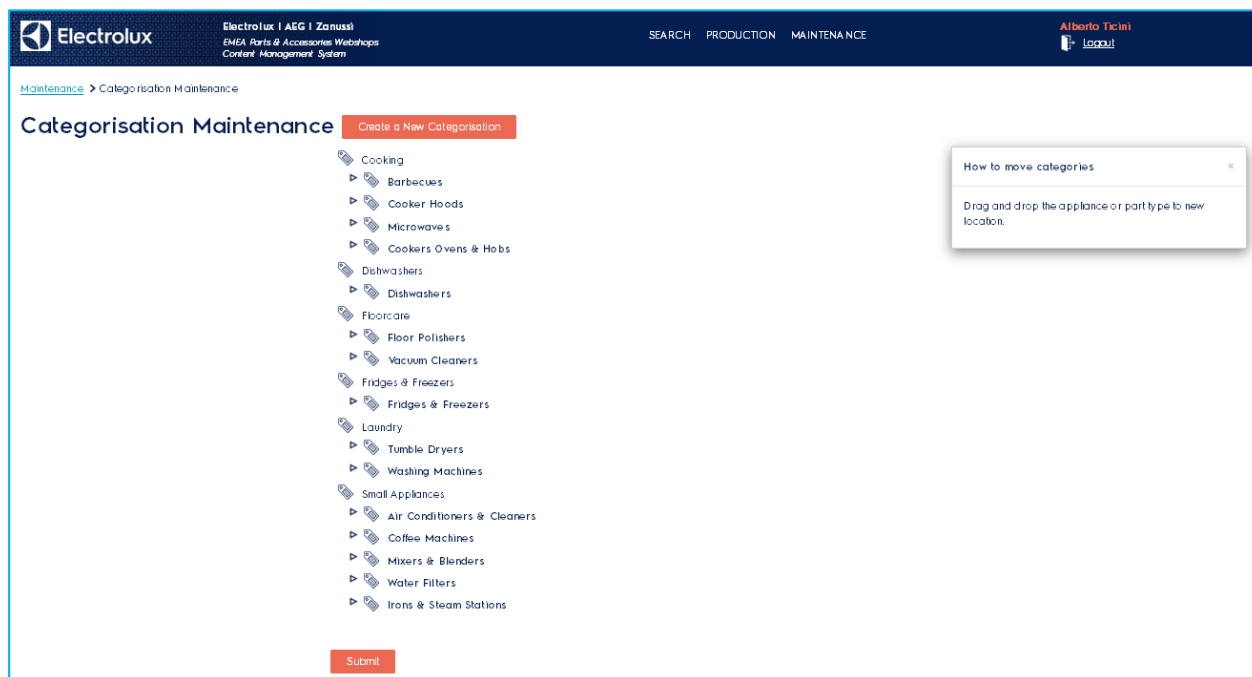 Electrolux
Electrolux | AEG | Zanussi
EMEA Parts & Accessories Webshops
Content Management System
SEARCH PRODUCTION MAINTENANCE
Alberto Ticini
Logout
Maintenance > Categorisation Maintenance
Categorisation Maintenance
Create a New Categorisation
Cooking
Barbecues
Cooker Hoods
Microwaves
Cookers Ovens & Hobs
Dishwashers
Dishwashers
Floorcare
Floor Polishers
Vacuum Cleaners
Fridges & Freezers
Fridges & Freezers
Laundry
Tumble Dryers
Washing Machines
Small Appliances
Air Conditioners & Cleaners
Coffee Machines
Mixers & Blenders
Water Filters
Irons & Steam Stations
Submit
How to move categories ×
Drag and drop the appliance or part type to new
location.